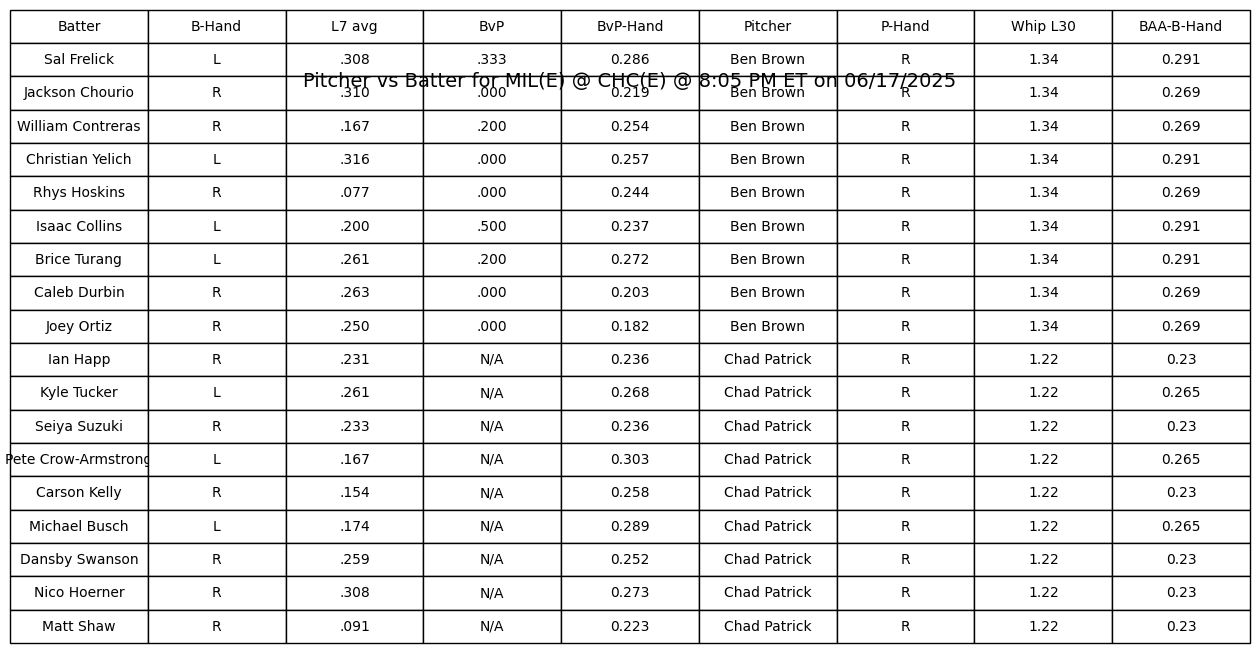 Batter B-Hand L7 avg BvP BvP-Hand Pitcher P-Hand Whip L30 BAA-B-Hand
Sal Frelick L .308 .333 0.286 Ben Brown R 1.34 0.291
Pitcher vs Batter for MIL(E) @ CHC(E) @ 8:05 PM ET on 06/17/2025
Jackson Chourio R .310 .000 0.219 Ben Brown R 1.34 0.269
William Contreras R .167 .200 0.254 Ben Brown R 1.34 0.269
Christian Yelich L .316 .000 0.257 Ben Brown R 1.34 0.291
Rhys Hoskins R .077 .000 0.244 Ben Brown R 1.34 0.269
Isaac Collins L .200 .500 0.237 Ben Brown R 1.34 0.291
Brice Turang L .261 .200 0.272 Ben Brown R 1.34 0.291
Caleb Durbin R .263 .000 0.203 Ben Brown R 1.34 0.269
Joey Ortiz R .250 .000 0.182 Ben Brown R 1.34 0.269
Ian Happ R .231 N/A 0.236 Chad Patrick R 1.22 0.23
Kyle Tucker L .261 N/A 0.268 Chad Patrick R 1.22 0.265
Seiya Suzuki R .233 N/A 0.236 Chad Patrick R 1.22 0.23
Pete Crow-Armstrong L .167 N/A 0.303 Chad Patrick R 1.22 0.265
Carson Kelly R .154 N/A 0.258 Chad Patrick R 1.22 0.23
Michael Busch L .174 N/A 0.289 Chad Patrick R 1.22 0.265
Dansby Swanson R .259 N/A 0.252 Chad Patrick R 1.22 0.23
Nico Hoerner R .308 N/A 0.273 Chad Patrick R 1.22 0.23
Matt Shaw R .091 N/A 0.223 Chad Patrick R 1.22 0.23